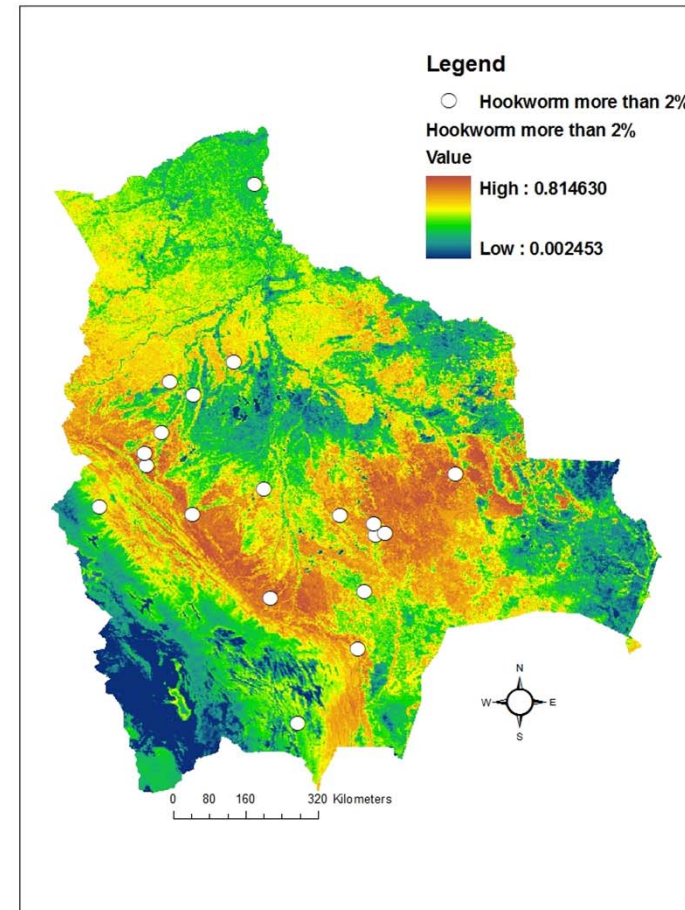 Legend
Hookworm more than 2%
Hookworm more than 2%
Value
High : 0.814630
Low : 0.002453
N
W E
S
0 80 160 320 Kilometers